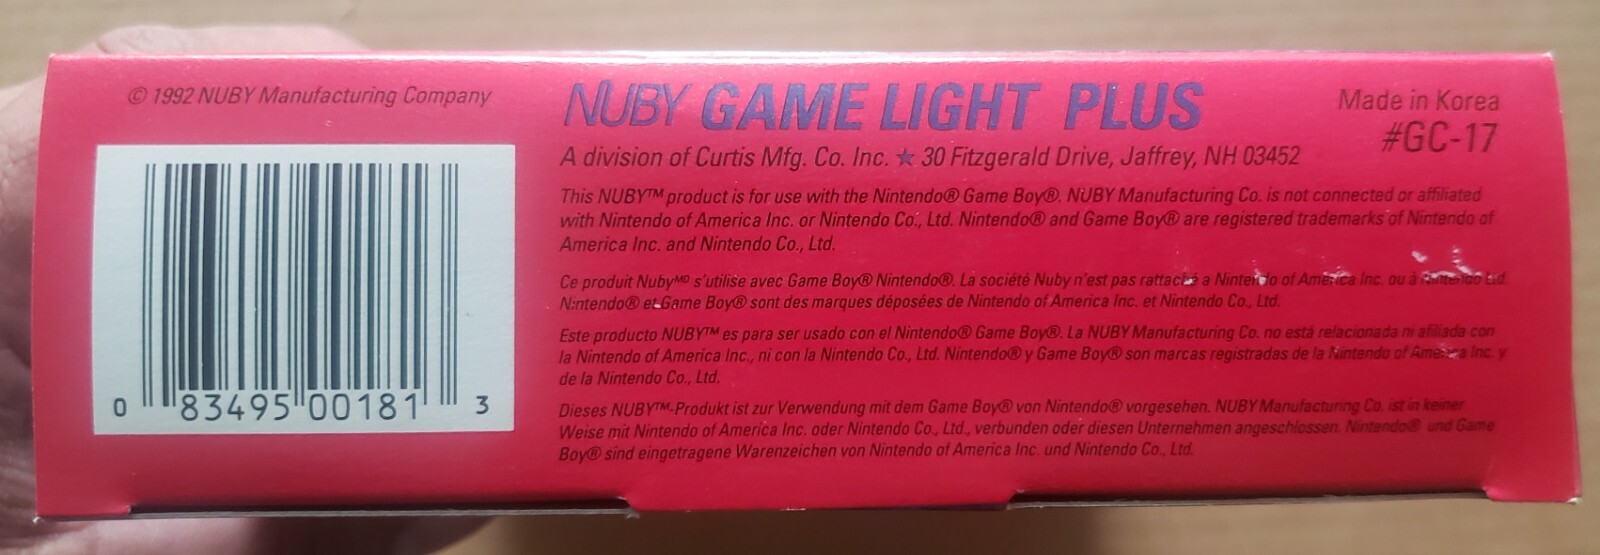 © 1992 NUBY Manufacturing Company
NUBY GAME LIGHT PLUS
Made in Korea
#GC-17
A division of Curtis Mfg. Co. Inc. ★ 30 Fitzgerald Drive, Jaffrey, NH 03452
This NUBY™ product is for use with the Nintendo® Game Boy®. NUBY Manufacturing Co. is not connected or affiliated
with Nintendo of America Inc. or Nintendo Co., Ltd. Nintendo® and Game Boy® are registered trademarks of Nintendo of
America Inc. and Nintendo Co., Ltd.
Ce produit Nuby MD s'utilise avec Game Boy® Nintendo®. La société Nuby n'est pas rattaché a Nintendo of America Inc. ou à Nintendo Ltd.
Nintendo® et Game Boy® sont des marques déposées de Nintendo of America Inc. et Nintendo Co., Ltd.
Este producto NUBY™ es para ser usado con el Nintendo® Game Boy®. La NUBY Manufacturing Co. no está relacionada ni afiliada con
la Nintendo of America Inc., ni con la Nintendo Co., Ltd. Nintendo® y Game Boy® son marcas registradas de la Nintendo of America Inc. y
de la Nintendo Co., Ltd.
Dieses NUBY™-Produkt ist zur Verwendung mit dem Game Boy® von Nintendo® vorgesehen. NUBY Manufacturing Co. ist in keiner
Weise mit Nintendo of America Inc. oder Nintendo Co., Ltd., verbunden oder diesen Unternehmen angeschlossen. Nintendo® und Game
Boy® sind eingetragene Warenzeichen von Nintendo of America Inc. und Nintendo Co., Ltd.
0 83495 00181 3